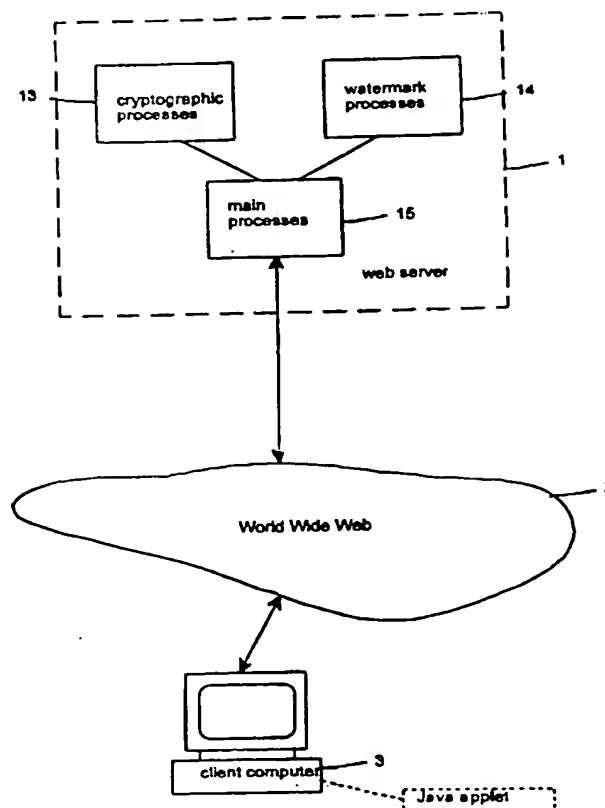 13
cryptographic
processes
watermark
processes
14
1
main
processes
15
web server
World Wide Web
client computer
3
Java applet